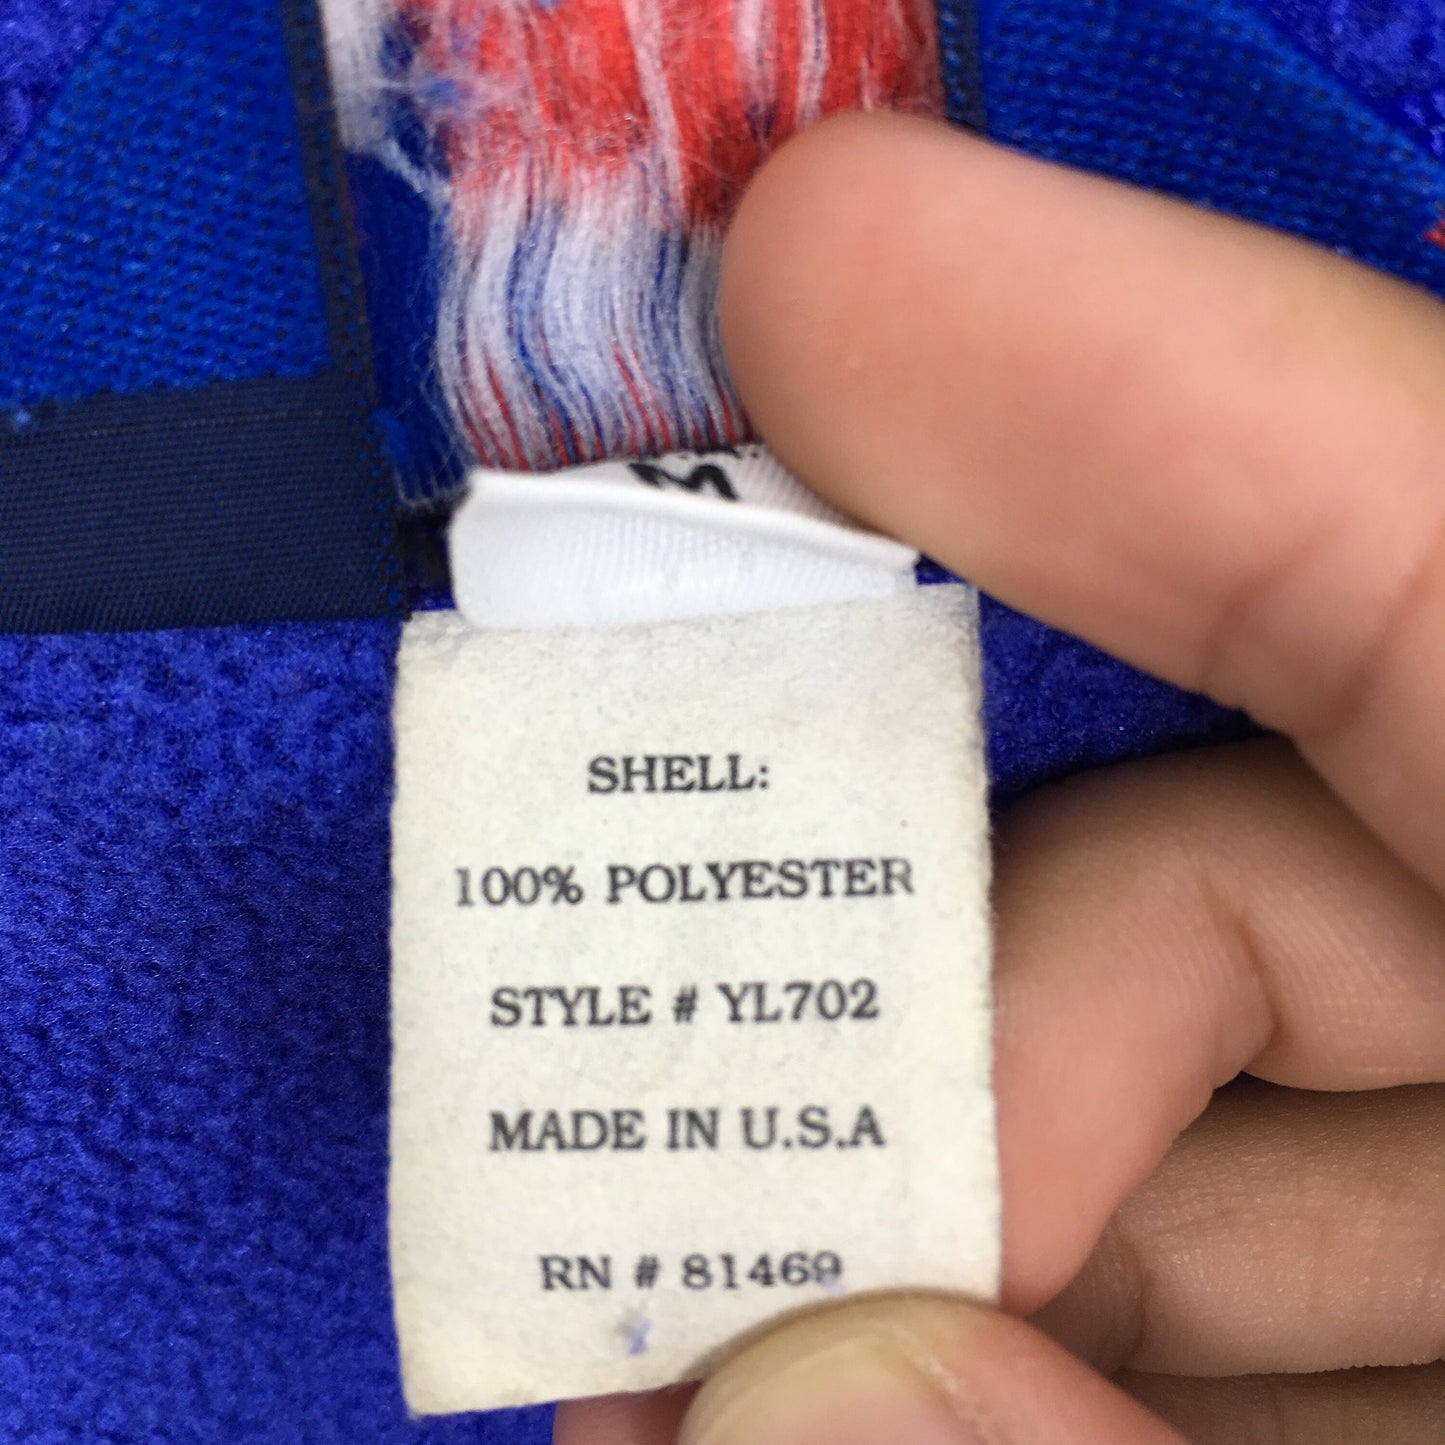 M
SHELL:
100% POLYESTER
STYLE # YL702
MADE IN U.S.A
RN # 81469